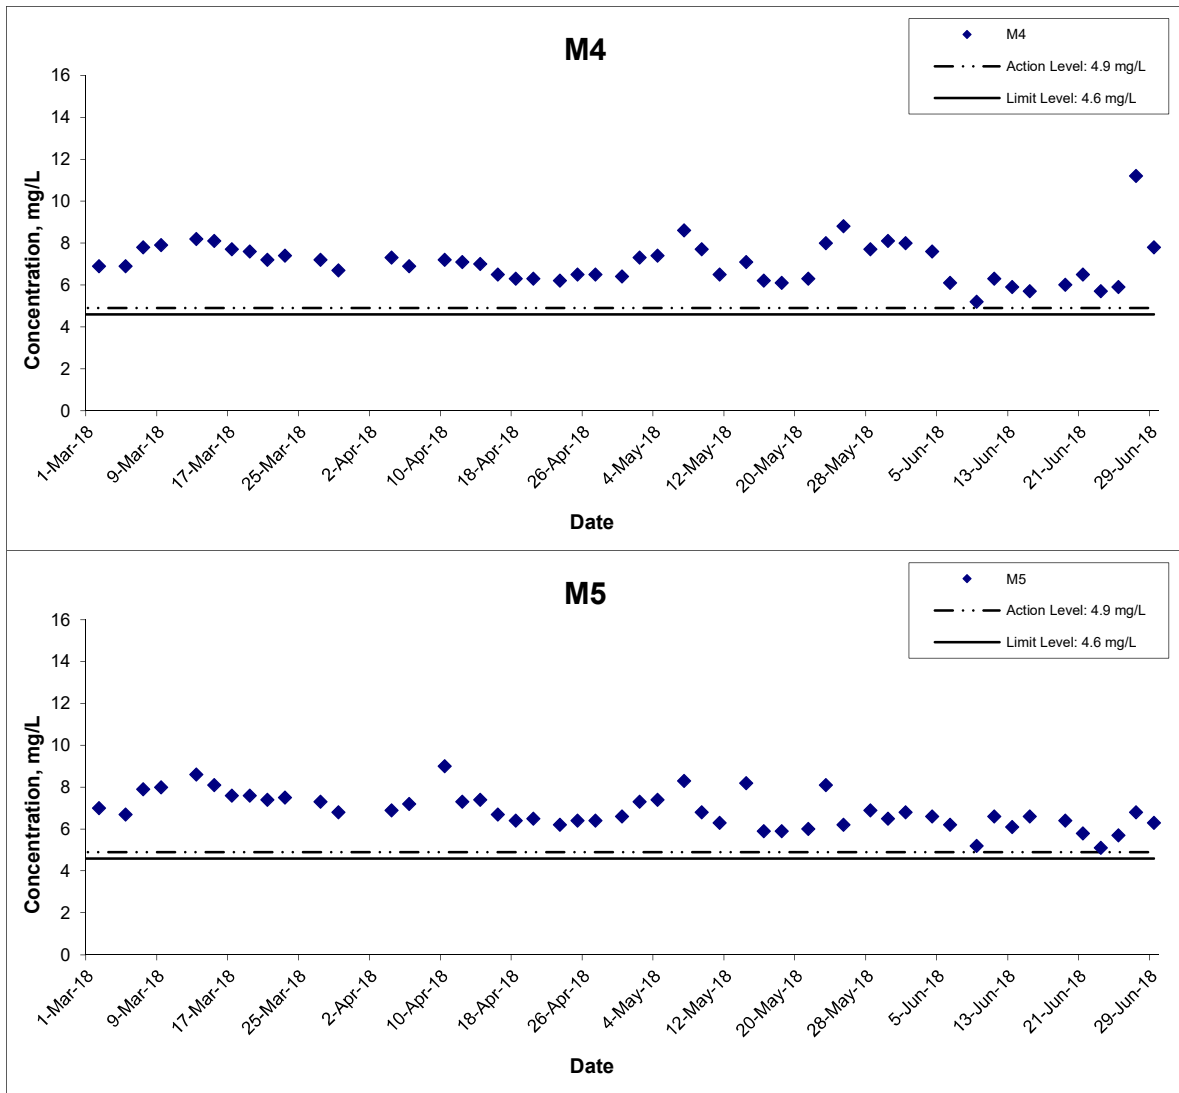 M4
M4
Action Level: 4.9 mg/L
Limit Level: 4.6 mg/L
Concentration, mg/L
16
14
12
10
8
6
4
2
0
1-Mar-18
9-Mar-18
17-Mar-18
25-Mar-18
2-Apr-18
10-Apr-18
18-Apr-18
26-Apr-18
4-May-18
12-May-18
20-May-18
28-May-18
5-Jun-18
13-Jun-18
21-Jun-18
29-Jun-18
Date
M5
M5
Action Level: 4.9 mg/L
Limit Level: 4.6 mg/L
Concentration, mg/L
16
14
12
10
8
6
4
2
0
1-Mar-18
9-Mar-18
17-Mar-18
25-Mar-18
2-Apr-18
10-Apr-18
18-Apr-18
26-Apr-18
4-May-18
12-May-18
20-May-18
28-May-18
5-Jun-18
13-Jun-18
21-Jun-18
29-Jun-18
Date